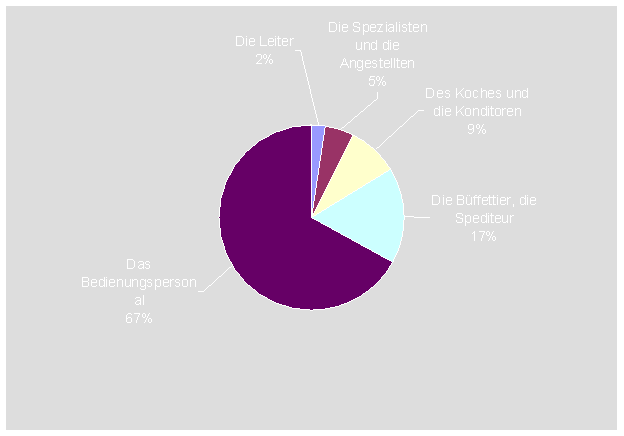 Die Leiter
2%
Die Spezialisten
und die
Angestellten
5%
Des Koches und
die Konditoren
9%
Die Büffettier, die
Spediteur
17%
Das
Bedienungsperson
al
67%